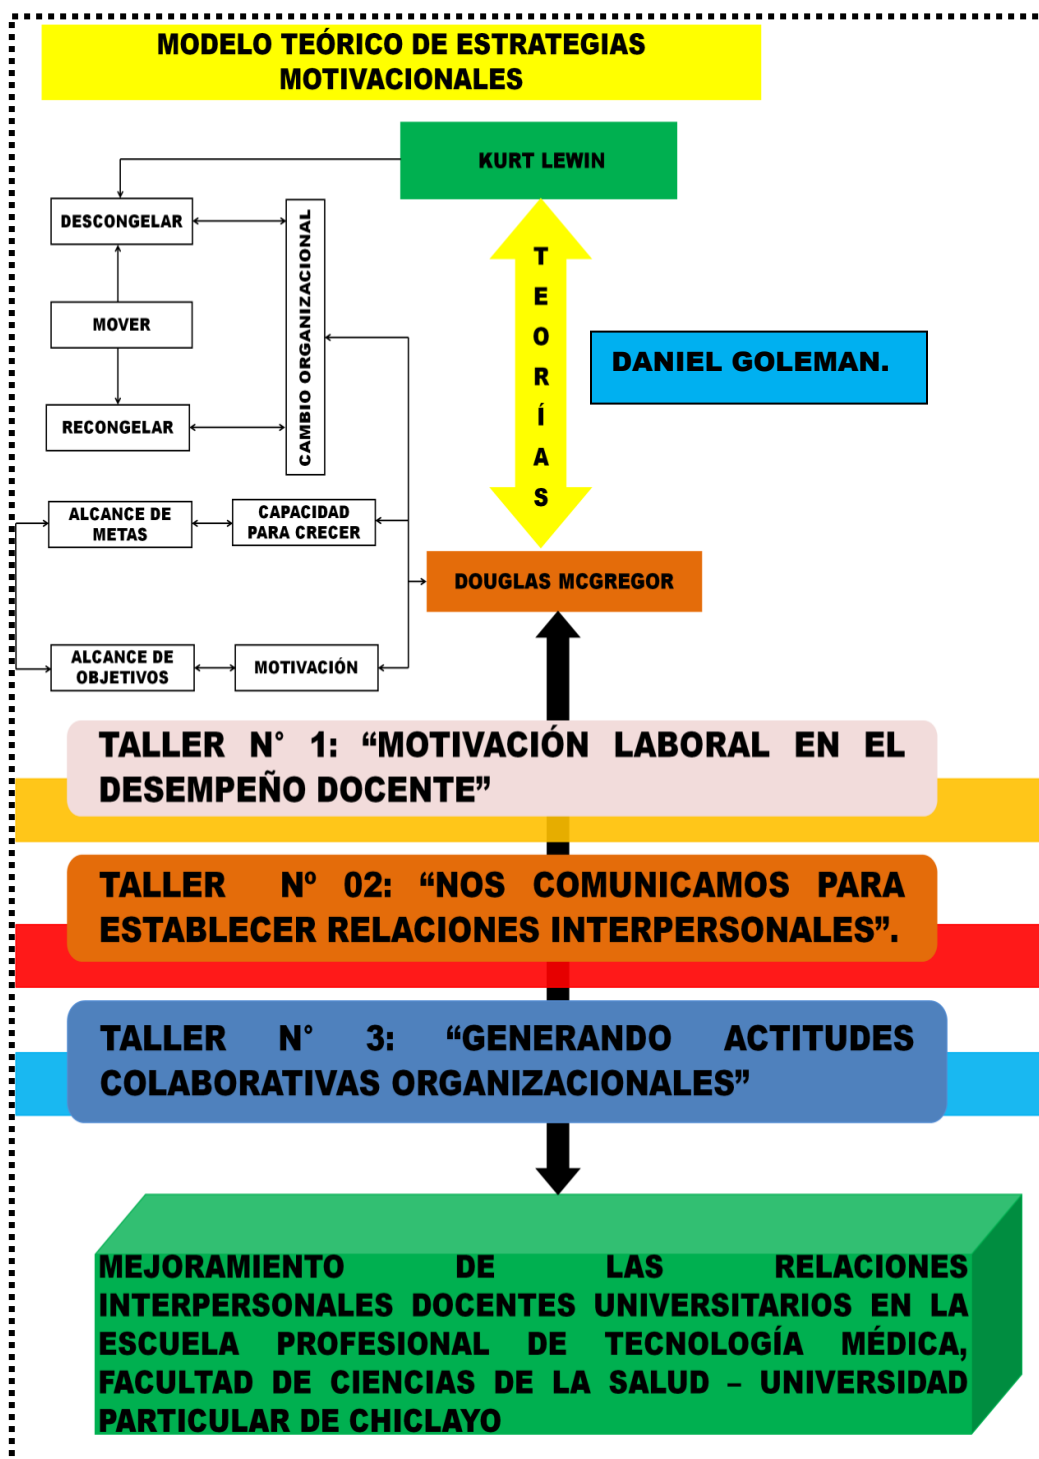 MODELO TEÓRICO DE ESTRATEGIAS
MOTIVACIONALES
KURT LEWIN
DESCONGELAR
MOVER
RECONGELAR
CAMBIO ORGANIZACIONAL
TEORÍAS
DANIEL GOLEMAN.
ALCANCE DE
METAS
CAPACIDAD
PARA CRECER
DOUGLAS MCGREGOR
ALCANCE DE
OBJETIVOS
MOTIVACIÓN
TALLER N° 1: “MOTIVACIÓN LABORAL EN EL
DESEMPEÑO DOCENTE”
TALLER Nº 02: “NOS COMUNICAMOS PARA
ESTABLECER RELACIONES INTERPERSONALES”.
TALLER N° 3: “GENERANDO ACTITUDES
COLABORATIVAS ORGANIZACIONALES”
MEJORAMIENTO DE LAS RELACIONES
INTERPERSONALES DOCENTES UNIVERSITARIOS EN LA
ESCUELA PROFESIONAL DE TECNOLOGÍA MÉDICA,
FACULTAD DE CIENCIAS DE LA SALUD – UNIVERSIDAD
PARTICULAR DE CHICLAYO